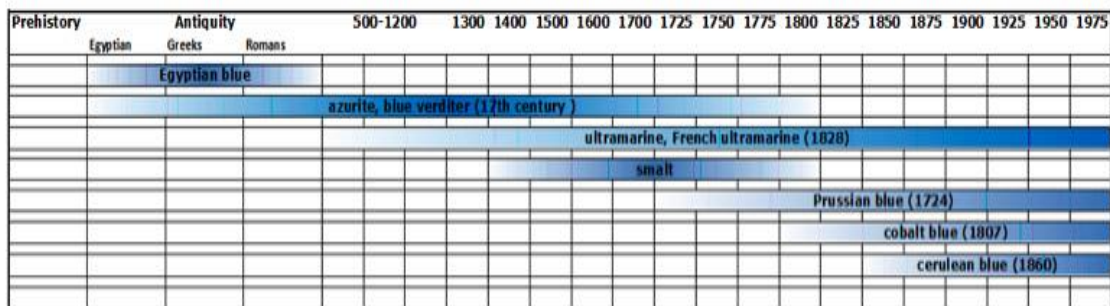 Prehistory Antiquity 500-1200 1300 1400 1500 1600 1700 1725 1750 1775 1800 1825 1850 1875 1900 1925 1950 1975
Egyptian Greeks Romans
Egyptian blue
azurite, blue verditer (17th century )
ultramarine, French ultramarine (1828)
smalt
Prussian blue (1724)
cobalt blue (1807)
cerulean blue (1860)